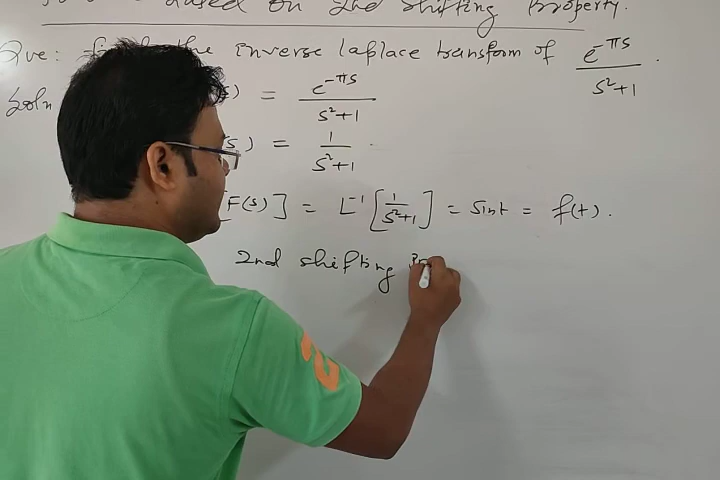 based on 2nd shifting Property.
Que: find the inverse laplace transform of e^-πs / s²+1 .
Soln s) = e^-πs / s²+1
s) = 1 / s²+1 .
[F(s)] = L^-1 [1 / s²+1] = sint = f(t).
2nd shifting